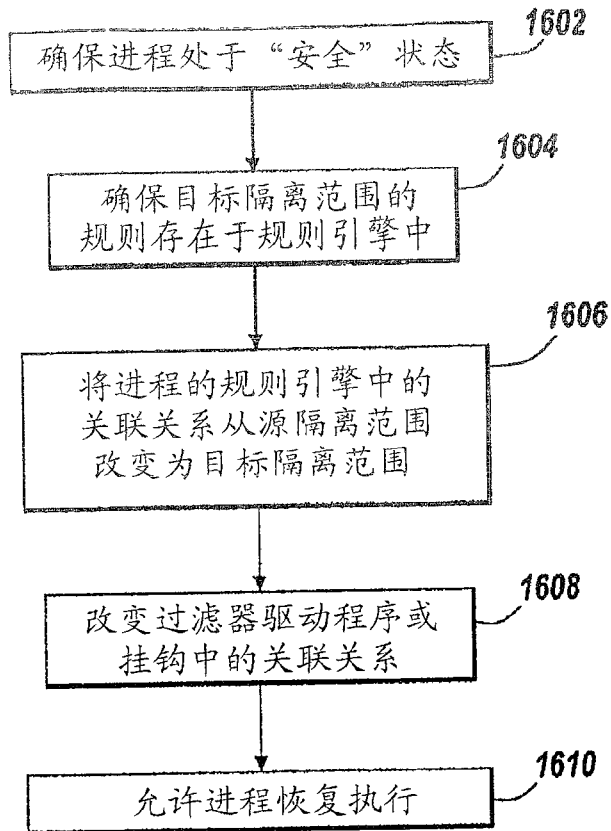 1602
确保进程处于“安全”状态
1604
确保目标隔离范围的
规则存在于规则引擎中
1606
将进程的规则引擎中的
关联关系从源隔离范围
改变为目标隔离范围
1608
改变过滤器驱动程序或
挂钩中的关联关系
1610
允许进程恢复执行